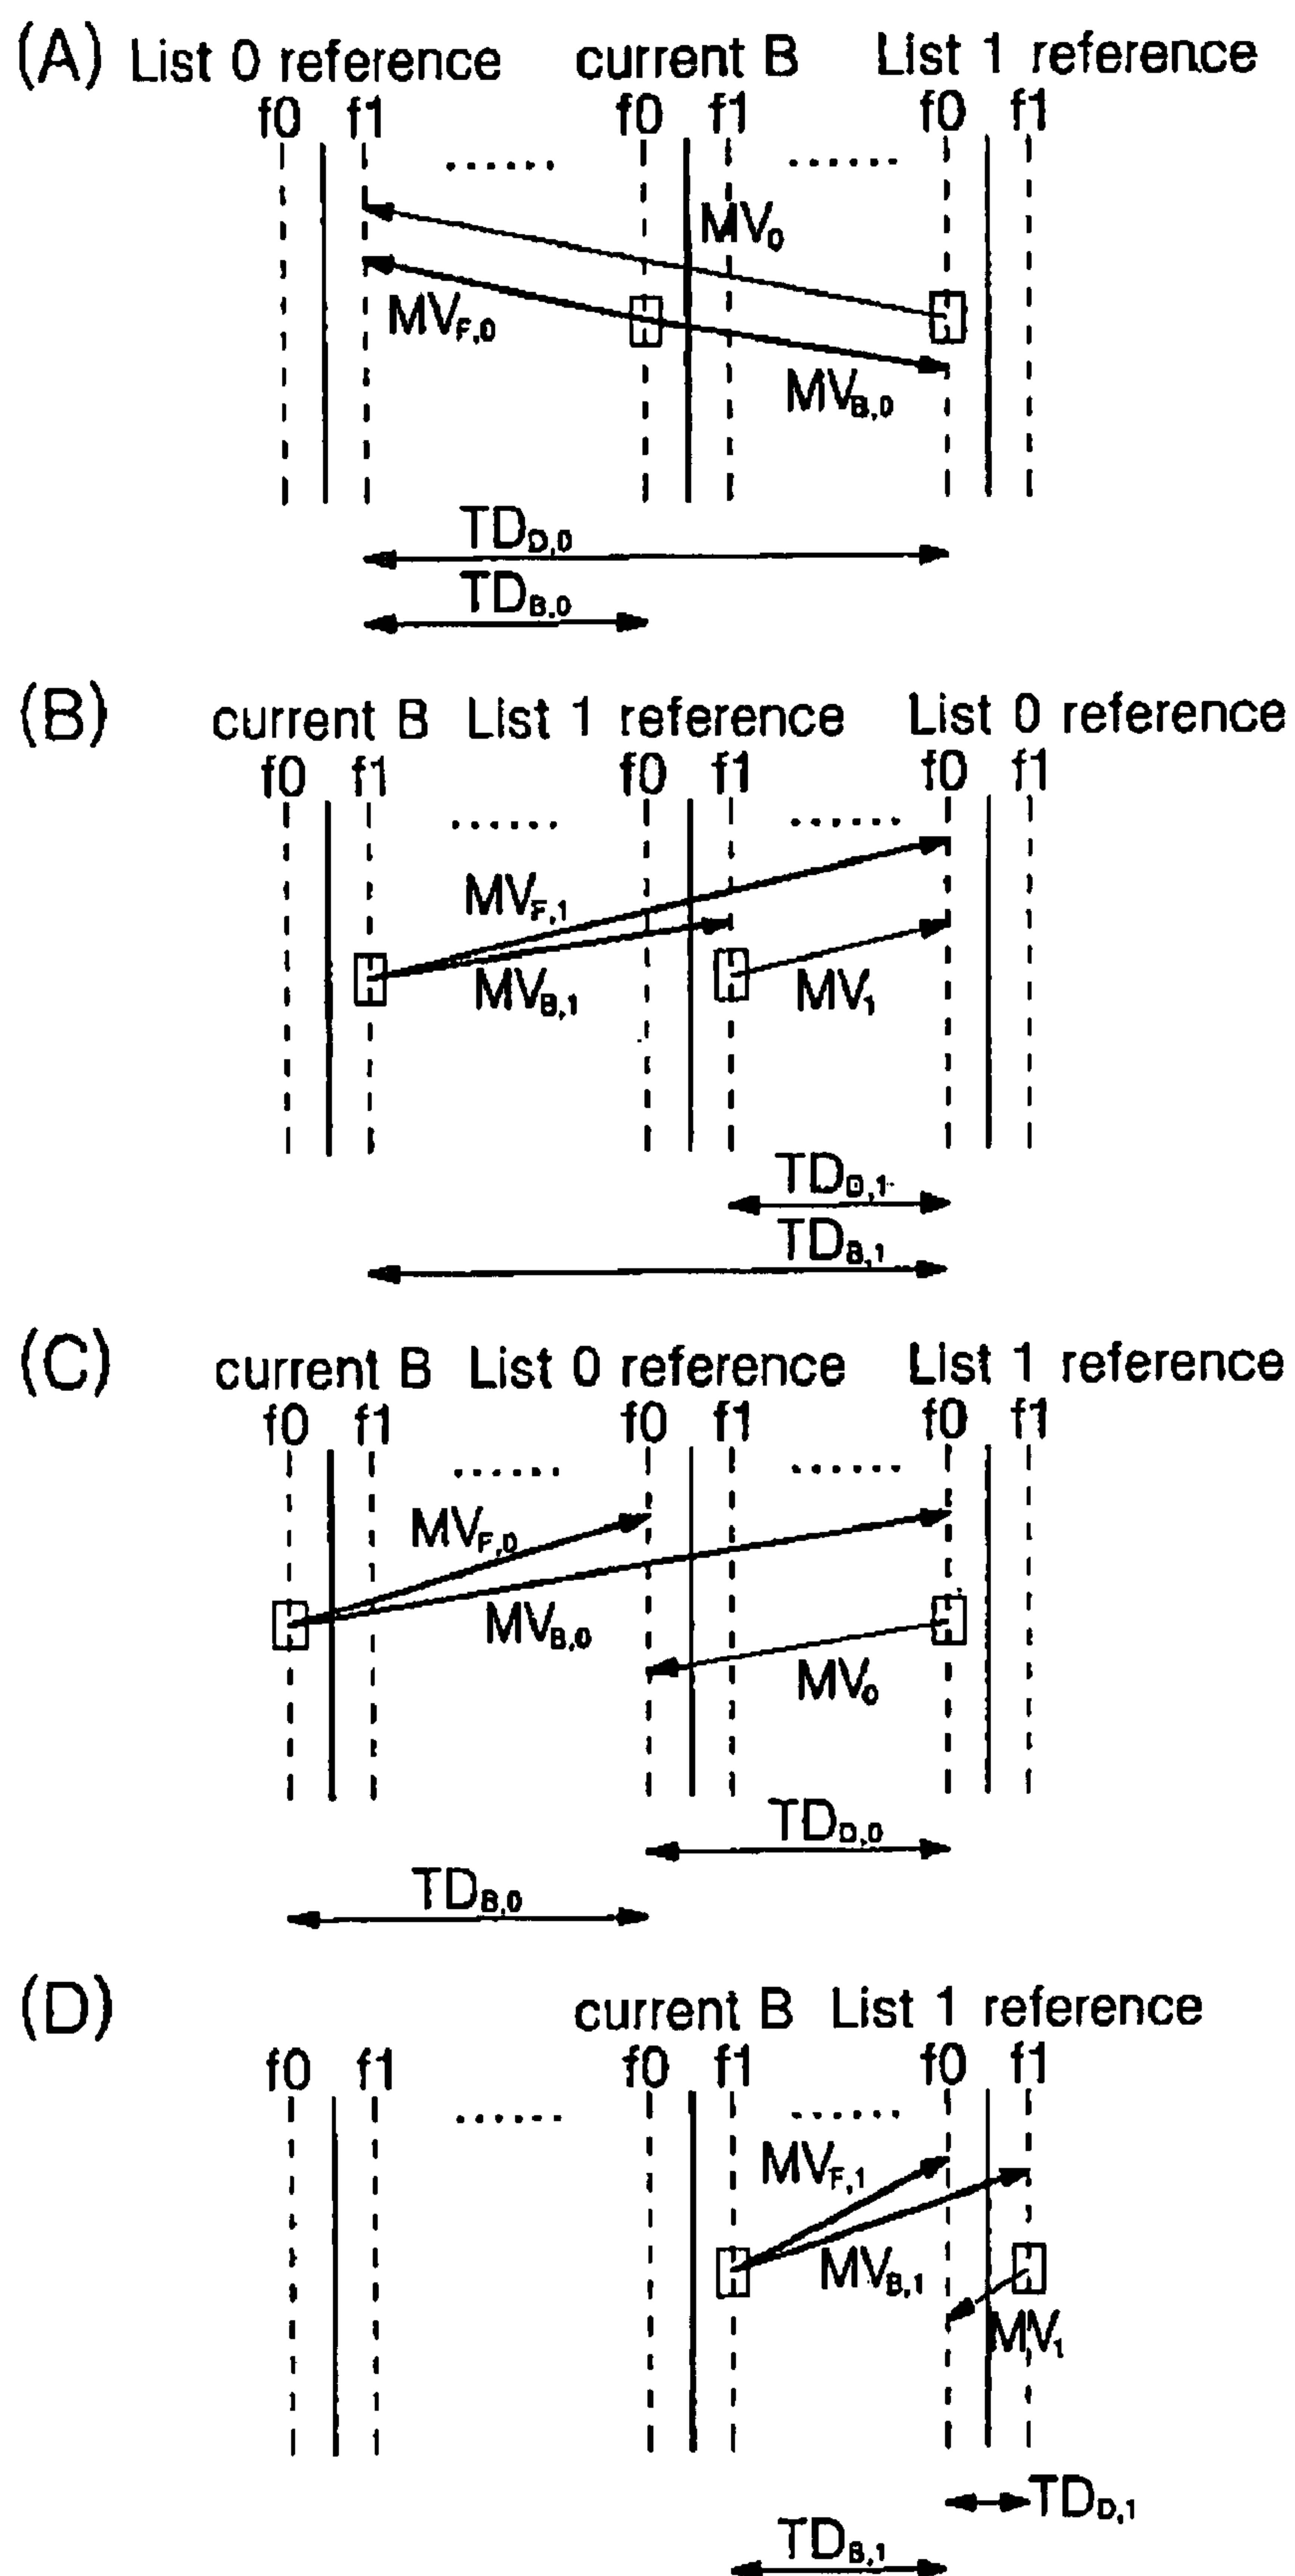 (A) List 0 reference current B List 1 reference
f0 f1 f0 f1 f0 f1
......  ......
MV0
MVF,0
MVB,0
TDD,0
TDB,0
(B) current B List 1 reference List 0 reference
f0 f1 f0 f1 f0 f1
......  ......
MVF,1
MVB,1 MV1
TDD,1
TDB,1
(C) current B List 0 reference List 1 reference
f0 f1 f0 f1 f0 f1
......  ......
MVF,0
MVB,0
MV0
TDD,0
TDB,0
(D) current B List 1 reference
f0 f1 f0 f1 f0 f1
......  ......
MVF,1
MVB,1
MV1
TDD,1
TDB,1